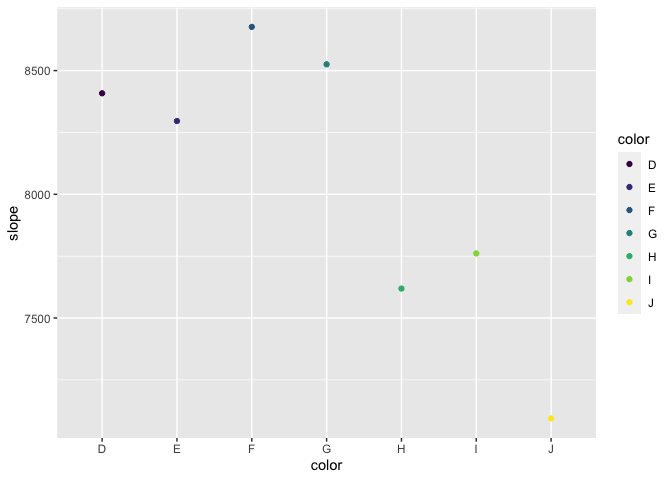 8500
8000
7500
slope
D E F G H I J
color
color
D
E
F
G
H
I
J